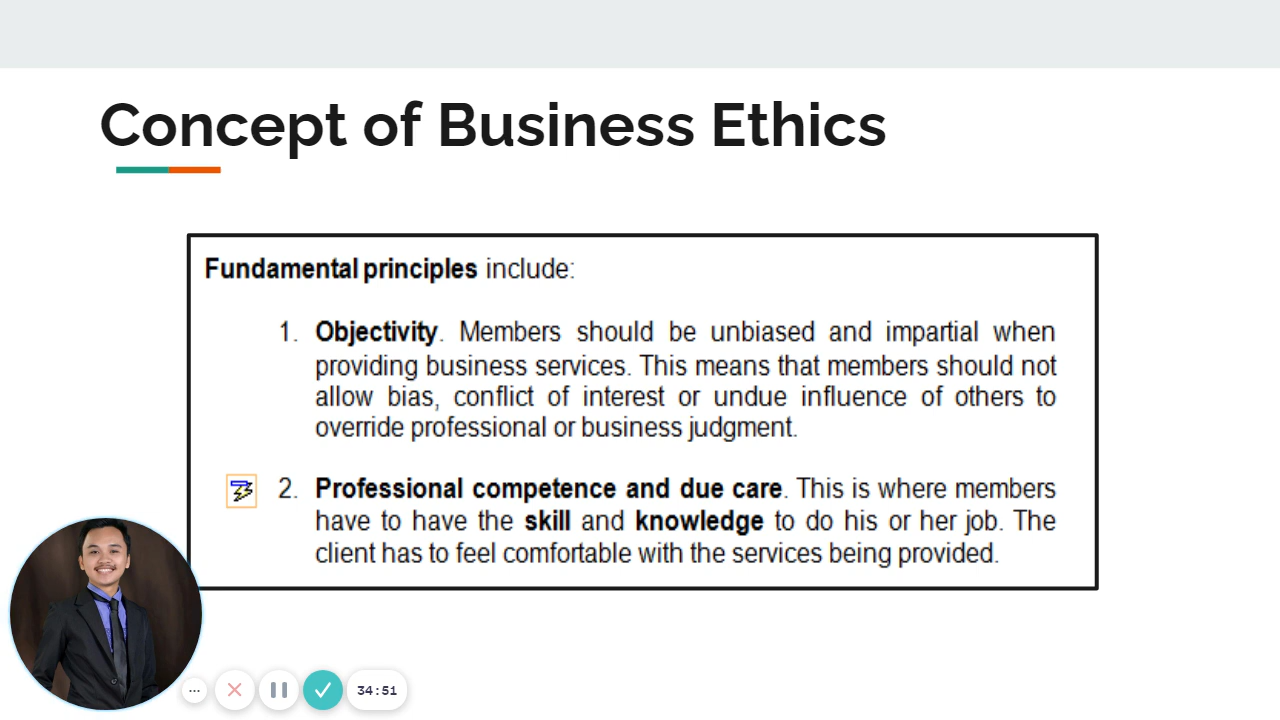 Concept of Business Ethics
Fundamental principles include:
1. Objectivity. Members should be unbiased and impartial when
providing business services. This means that members should not
allow bias, conflict of interest or undue influence of others to
override professional or business judgment.
2. Professional competence and due care. This is where members
have to have the skill and knowledge to do his or her job. The
client has to feel comfortable with the services being provided.
34:51